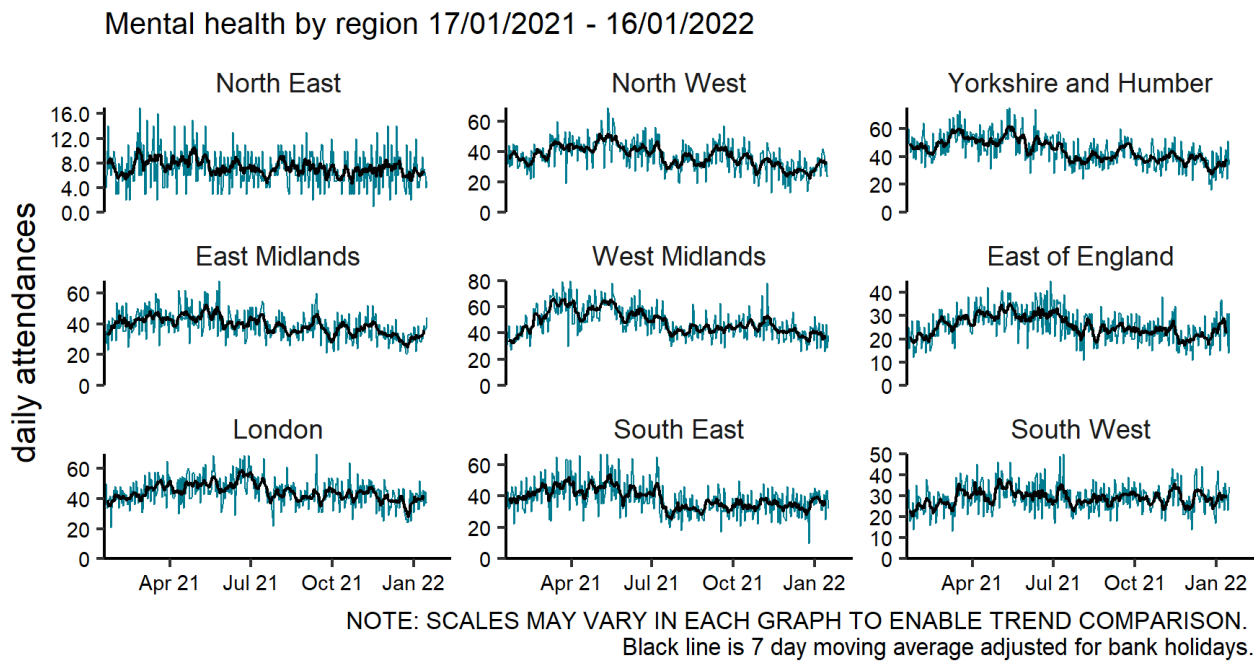 Mental health by region 17/01/2021 - 16/01/2022
daily attendances
North East
16.0
12.0
8.0
4.0
0.0
North West
60
40
20
0
Yorkshire and Humber
60
40
20
0
East Midlands
60
40
20
0
West Midlands
80
60
40
20
0
East of England
40
30
20
10
0
London
60
40
20
0
Apr 21 Jul 21 Oct 21 Jan 22
South East
60
40
20
0
Apr 21 Jul 21 Oct 21 Jan 22
South West
50
40
30
20
10
0
Apr 21 Jul 21 Oct 21 Jan 22
NOTE: SCALES MAY VARY IN EACH GRAPH TO ENABLE TREND COMPARISON.
Black line is 7 day moving average adjusted for bank holidays.